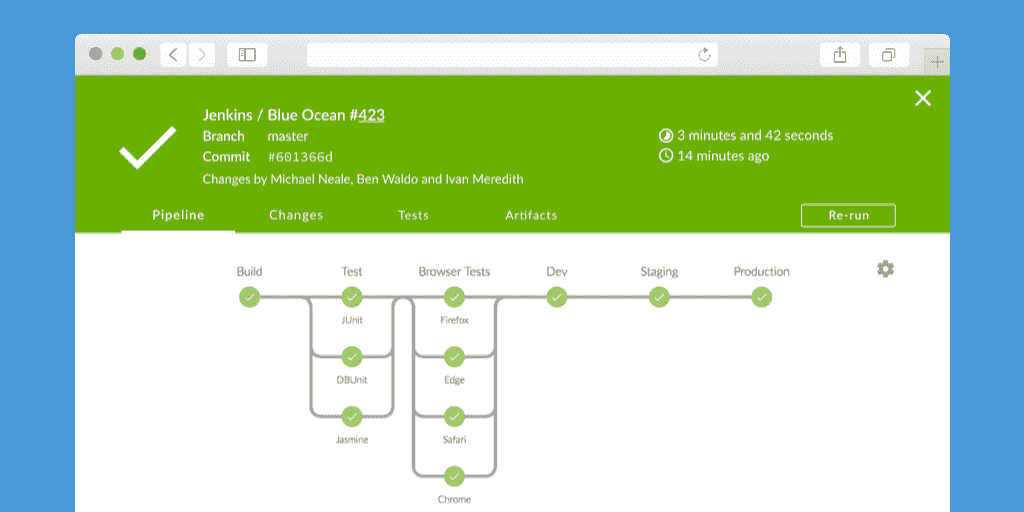 Jenkins / Blue Ocean #423
Branch master
Commit #601366d
Changes by Michael Neale, Ben Waldo and Ivan Meredith
3 minutes and 42 seconds
14 minutes ago
Pipeline Changes Tests Artifacts Re-run
Build Test Browser Tests Dev Staging Production
JUnit Firefox
DBUnit Edge
Jasmine Safari
Chrome